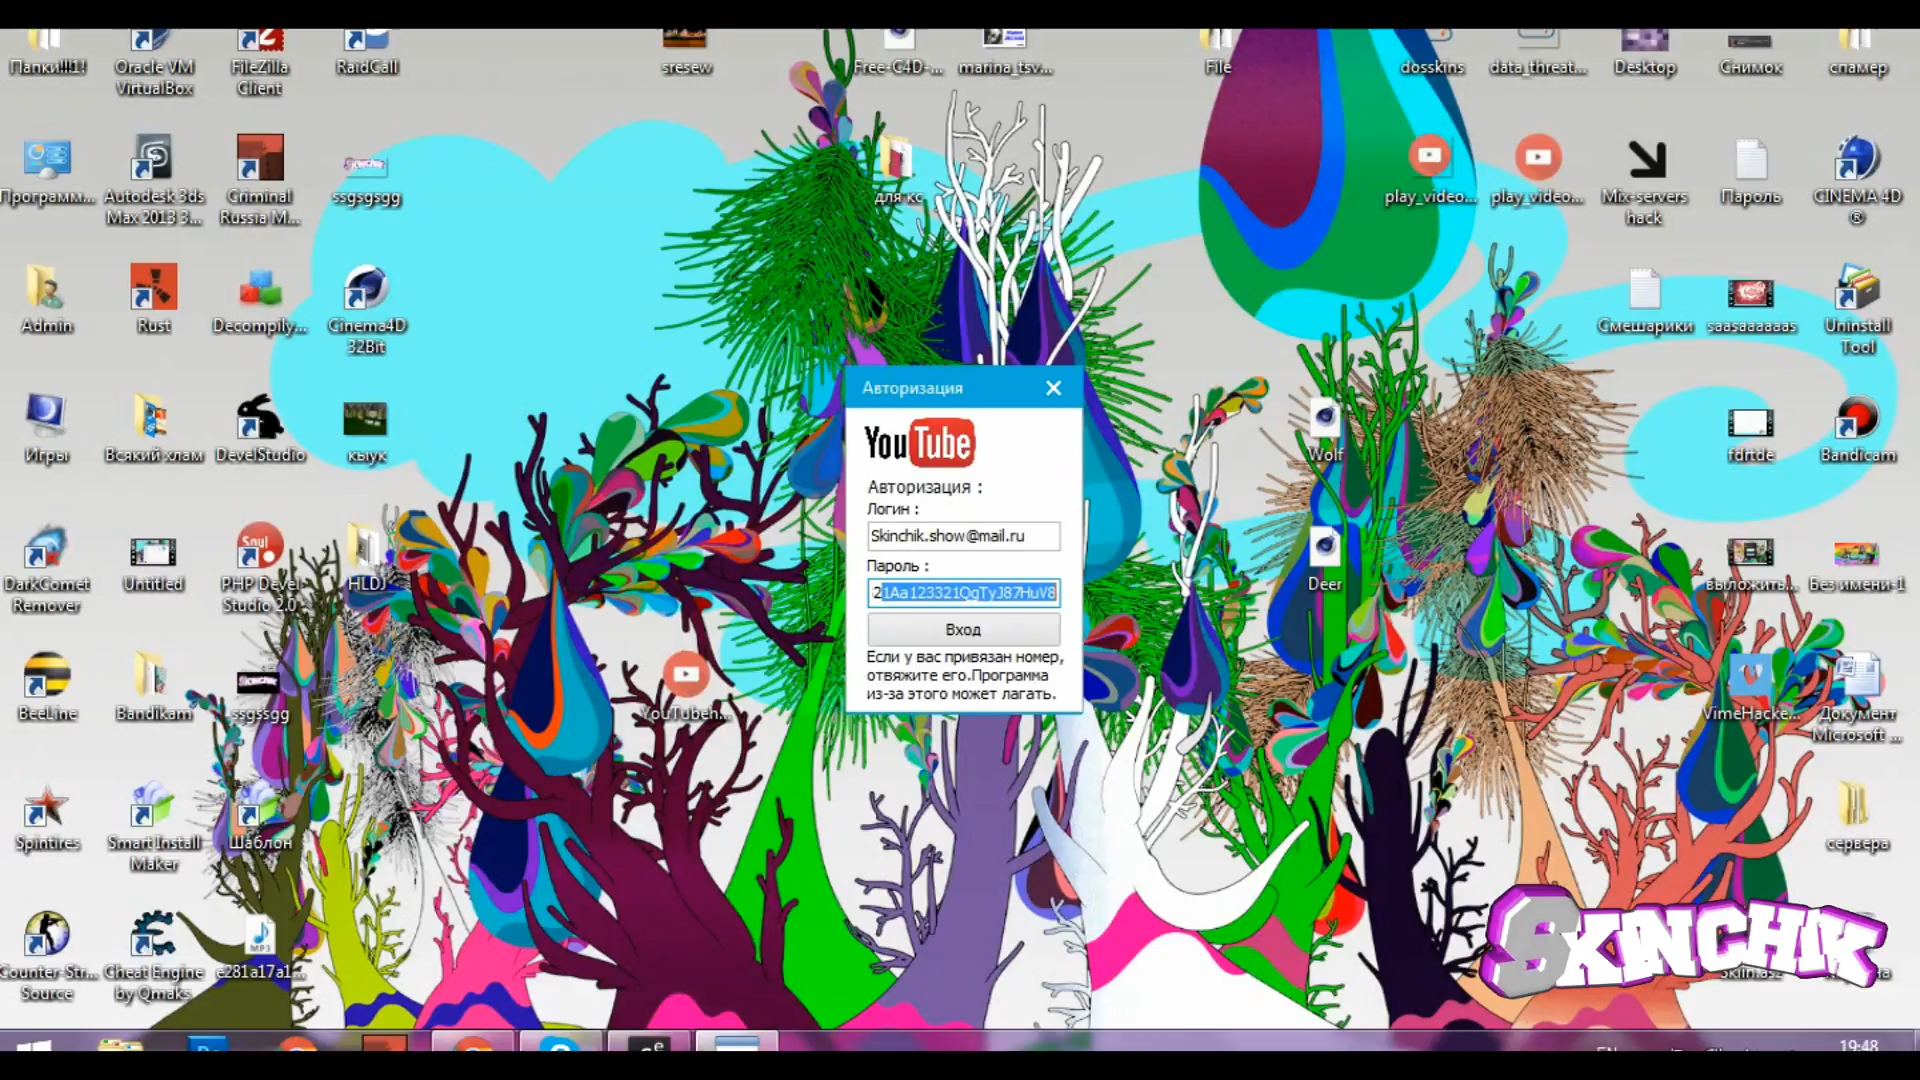 Папки!!!1!
Oracle VM
VirtualBox
FileZilla
Client
RaidCall
sresew
Free-C4D-...
marina_tsv...
File
dosskins
data_threat...
Desktop
Снимок
спамер
Программ...
Autodesk 3ds
Max 2013 3...
Criminal
Russia M...
ssgsgsgg
для кс
play_video...
play_video...
Mix-servers
hack
Пароль
CINEMA 4D
®
Admin
Rust
Decompily...
Cinema4D
32Bit
Смешарики
saasaaaaaas
Uninstall
Tool
Игры
Всякий хлам
DevelStudio
кыук
Wolf
fdrtde
Bandicam
Авторизация
YouTube
Авторизация :
Логин :
Skinchik.show@mail.ru
Пароль :
21Aa123321QgTyJ87HuV8
Вход
Если у вас привязан номер,
отвяжите его.Программа
из-за этого может лагать.
DarkComet
Remover
Untitled
Soul
PHP Devel
Studio 2.0
HLDJ
Deer
выложить...
Без имени-1
BeeLine
Bandikam
ssgssgg
YouTubeh...
VimeHacke...
Документ
Microsoft ...
Spintires
Smart Install
Maker
Шаблон
сервера
Counter-Str...
Source
Cheat Engine
by Qmaks
MP3
e281a17a1...
SKINCHIK
19:48